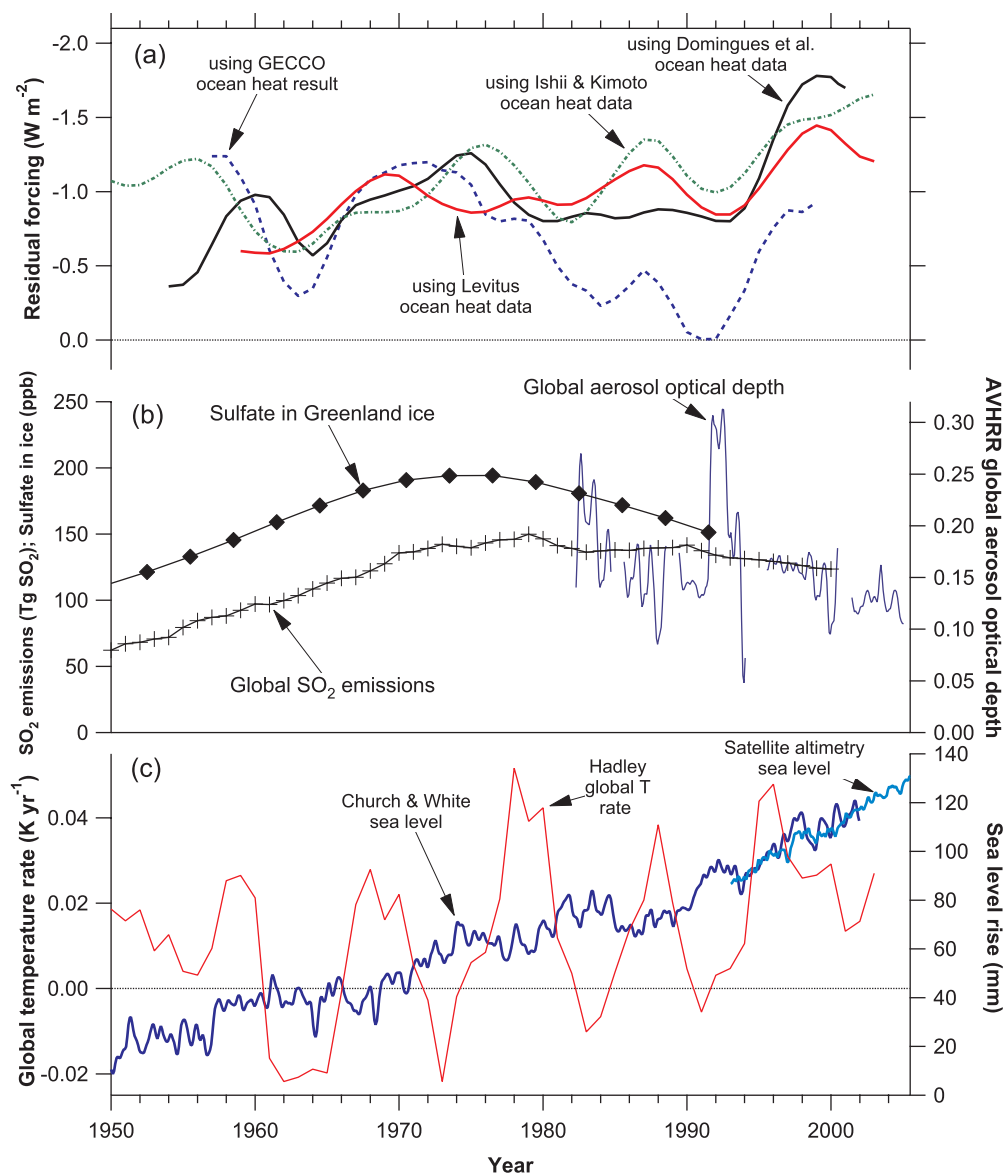 (a)
using GECCO
ocean heat result
using Ishii & Kimoto
ocean heat data
using Domingues et al.
ocean heat data
using Levitus
ocean heat data
Residual forcing (W m-2)
-2.0
-1.5
-1.0
-0.5
0.0
(b)
Sulfate in Greenland ice
Global aerosol optical depth
Global SO2 emissions
SO2 emissions (Tg SO2); Sulfate in ice (ppb)
250
200
150
100
50
0
AVHRR global
aerosol optical depth
0.30
0.25
0.20
0.15
0.10
0.05
0.00
(c)
Church & White
sea level
Hadley
global T
rate
Satellite altimetry
sea level
Global temperature rate (K yr-1)
0.04
0.02
0.00
-0.02
Sea level rise (mm)
140
120
100
80
60
40
20
0
1950
1960
1970
1980
1990
2000
Year